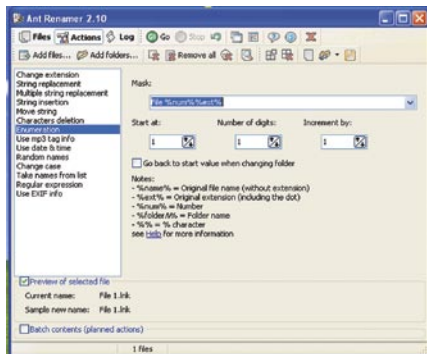 Ant Renamer 2.10
Files Actions Log Go Stop
Add files... Add folders... Remove all
Change extension
String replacement
Multiple string replacement
String insertion
Move string
Characters deletion
Enumeration
Use mp3 tag info
Use date & time
Random names
Change case
Take names from list
Regular expression
Use EXIF info
Mask:
File %num%%ext%
Start at: Number of digits: Increment by:
1 1 1
Go back to start value when changing folder
Notes:
- %name% = Original file name (without extension)
- %ext% = Original extension (including the dot)
- %num% = Number
- %folder% = Folder name
- %% = % character
see Help for more information
Preview of selected file
Current name: File 1.lnk
Sample new name: File 1.lnk
Batch contents (planned actions)
1 files